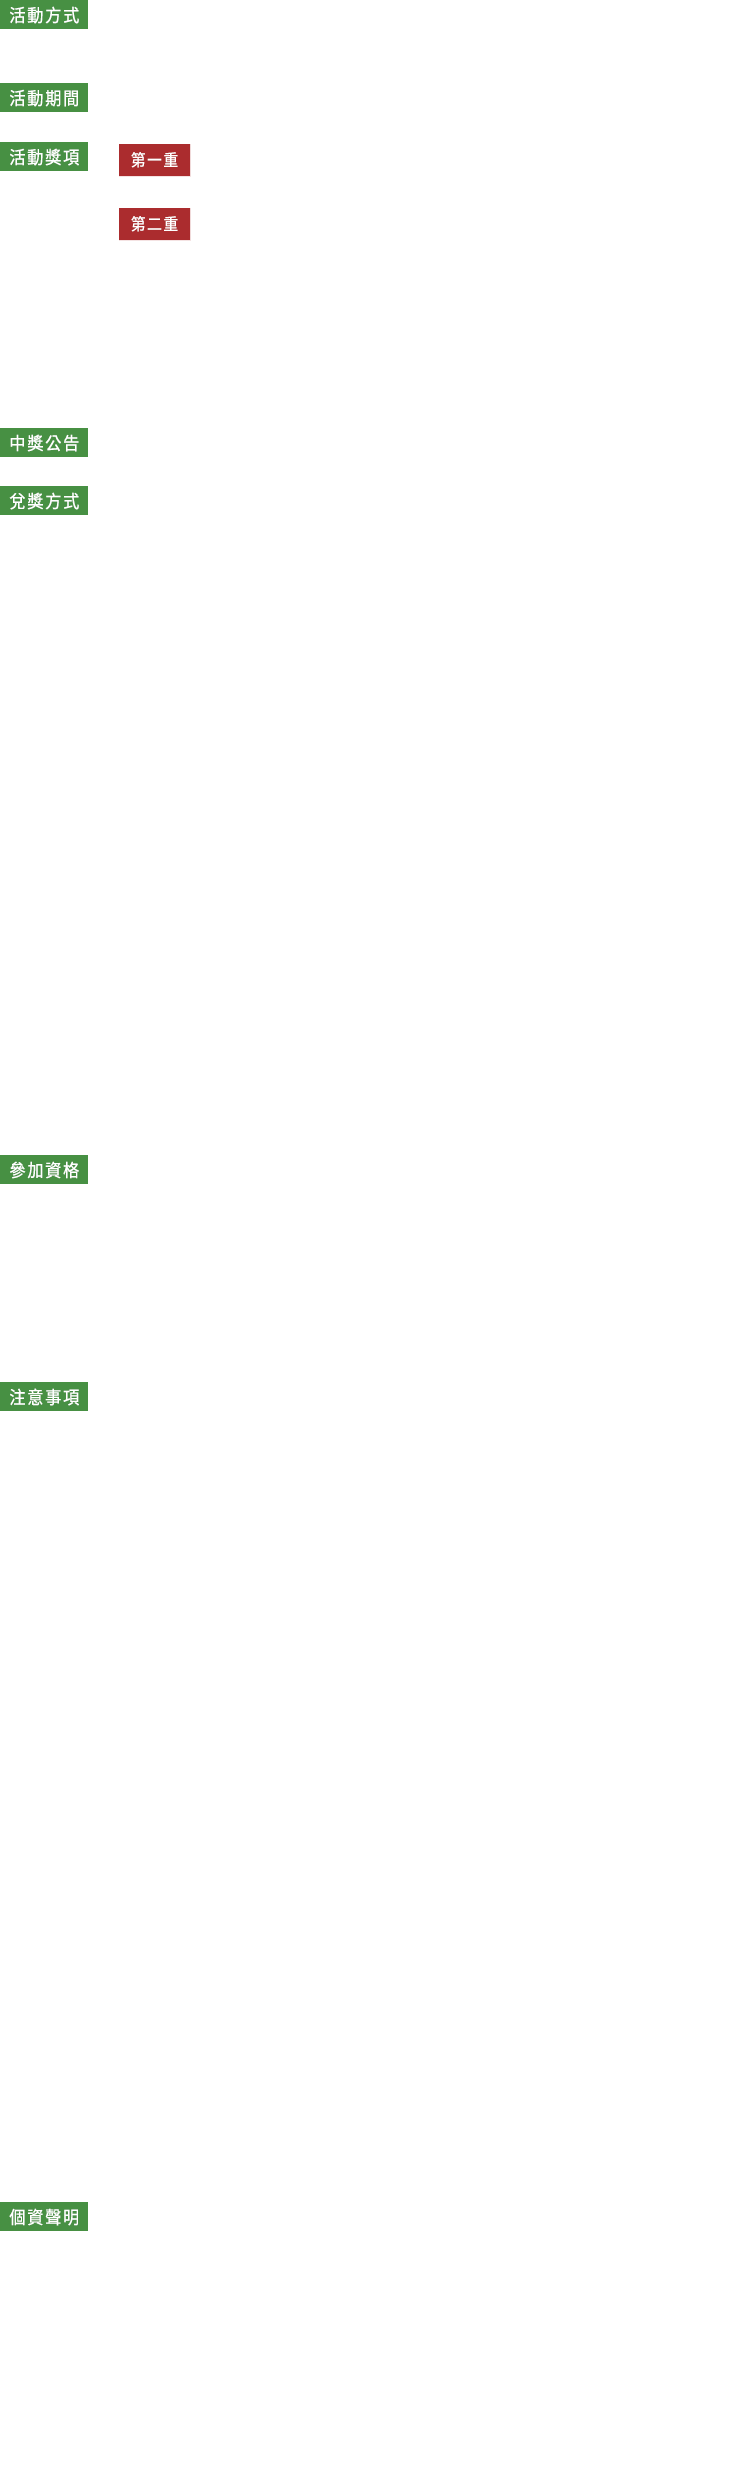 活動方式
活動期間
活動獎項
第一重
第二重
中獎公告
兌獎方式
參加資格
注意事項
個資聲明